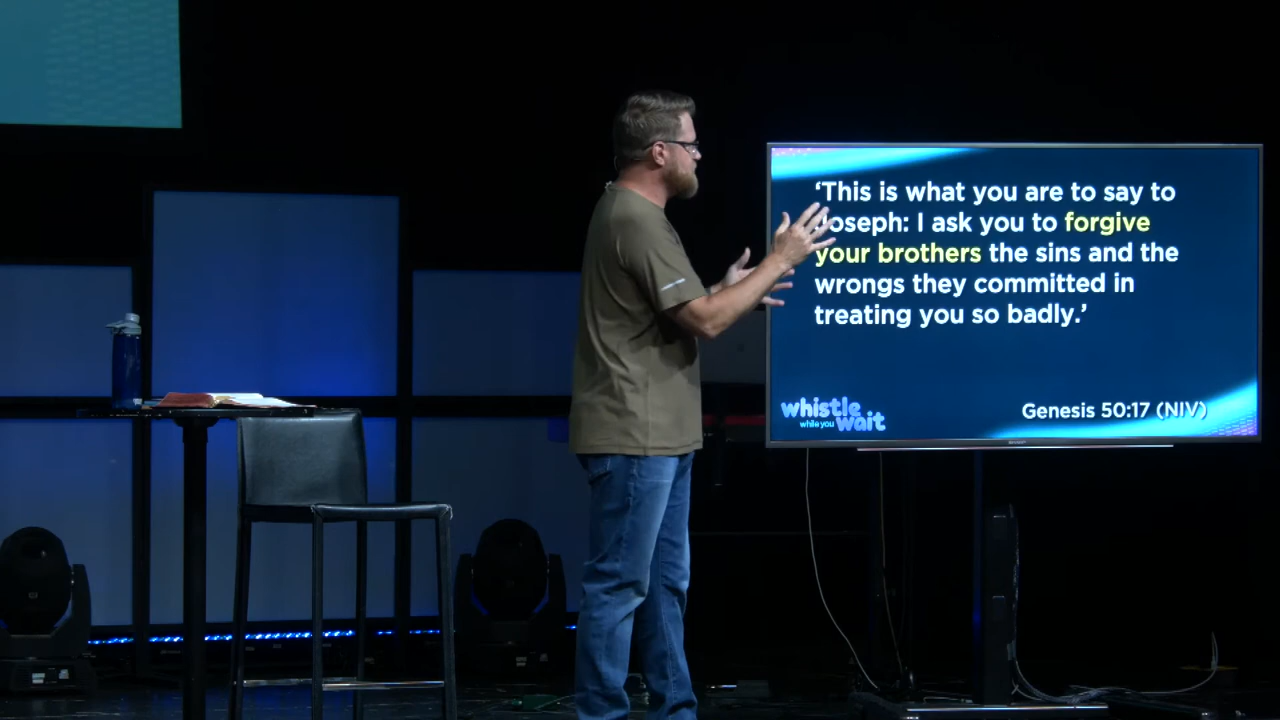 ‘This is what you are to say to
Joseph: I ask you to forgive
your brothers the sins and the
wrongs they committed in
treating you so badly.’
whistle
while you wait
Genesis 50:17 (NIV)